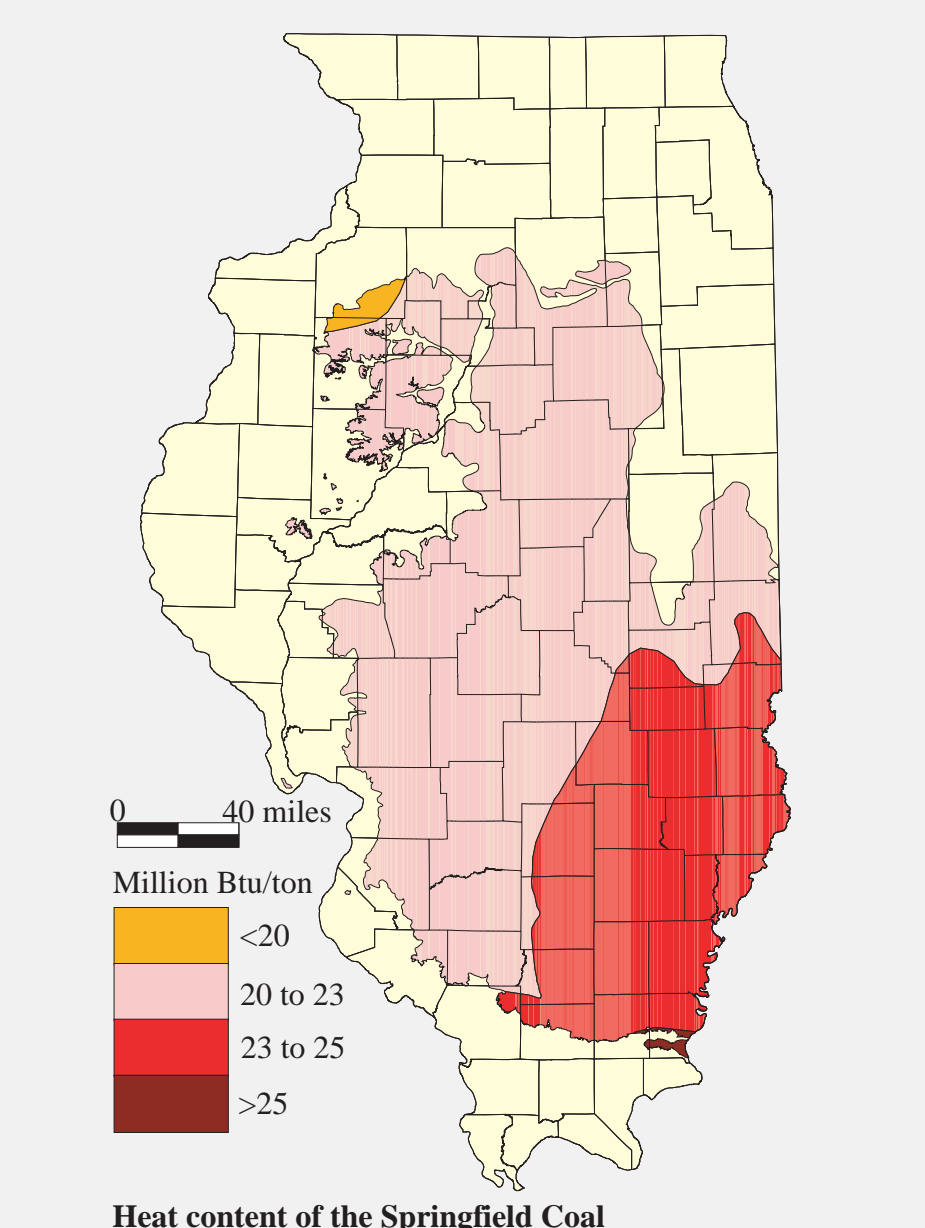 0 40 miles
Million Btu/ton
<20
20 to 23
23 to 25
>25
Heat content of the Springfield Coal